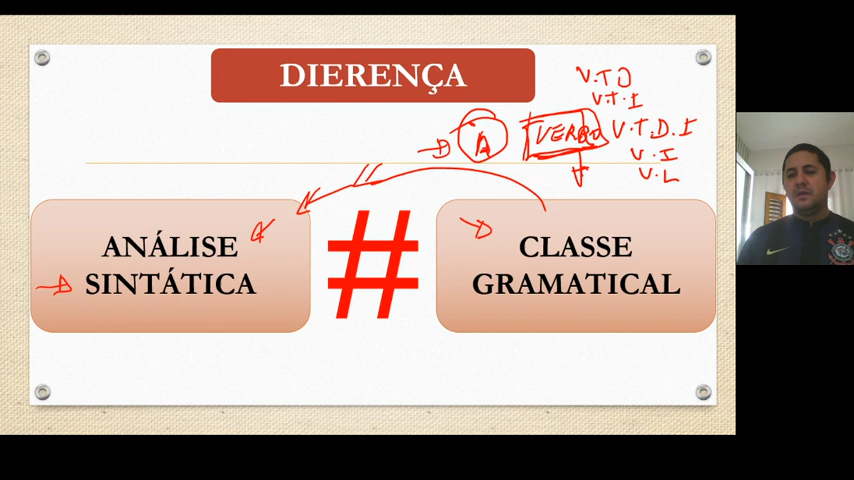 DIERENÇA
V.T.D
V.T.I
A VERBO V.T.D.I
V.I
V.L
ANÁLISE
SINTÁTICA
#
CLASSE
GRAMATICAL